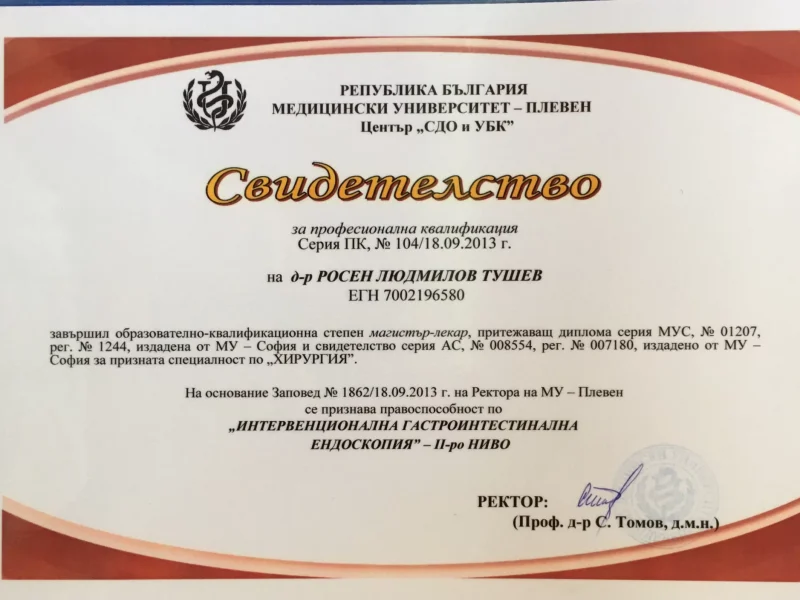 РЕПУБЛИКА БЪЛГАРИЯ
МЕДИЦИНСКИ УНИВЕРСИТЕТ – ПЛЕВЕН
Център „СДО и УБК”
Свидетелство
за професионална квалификация
Серия ПК, № 104/18.09.2013 г.
на д-р РОСЕН ЛЮДМИЛОВ ТУШЕВ
ЕГН 7002196580
завършил образователно-квалификационна степен магистър-лекар, притежаващ диплома серия МУС, № 01207,
рег. № 1244, издадена от МУ – София и свидетелство серия АС, № 008554, рег. № 007180, издадено от МУ –
София за призната специалност по „ХИРУРГИЯ”.
На основание Заповед № 1862/18.09.2013 г. на Ректора на МУ – Плевен
се признава правоспособност по
„ИНТЕРВЕНЦИОНАЛНА ГАСТРОИНТЕСТИНАЛНА
ЕНДОСКОПИЯ” – II-ро НИВО
РЕКТОР:
(Проф. д-р С. Томов, д.м.н.)